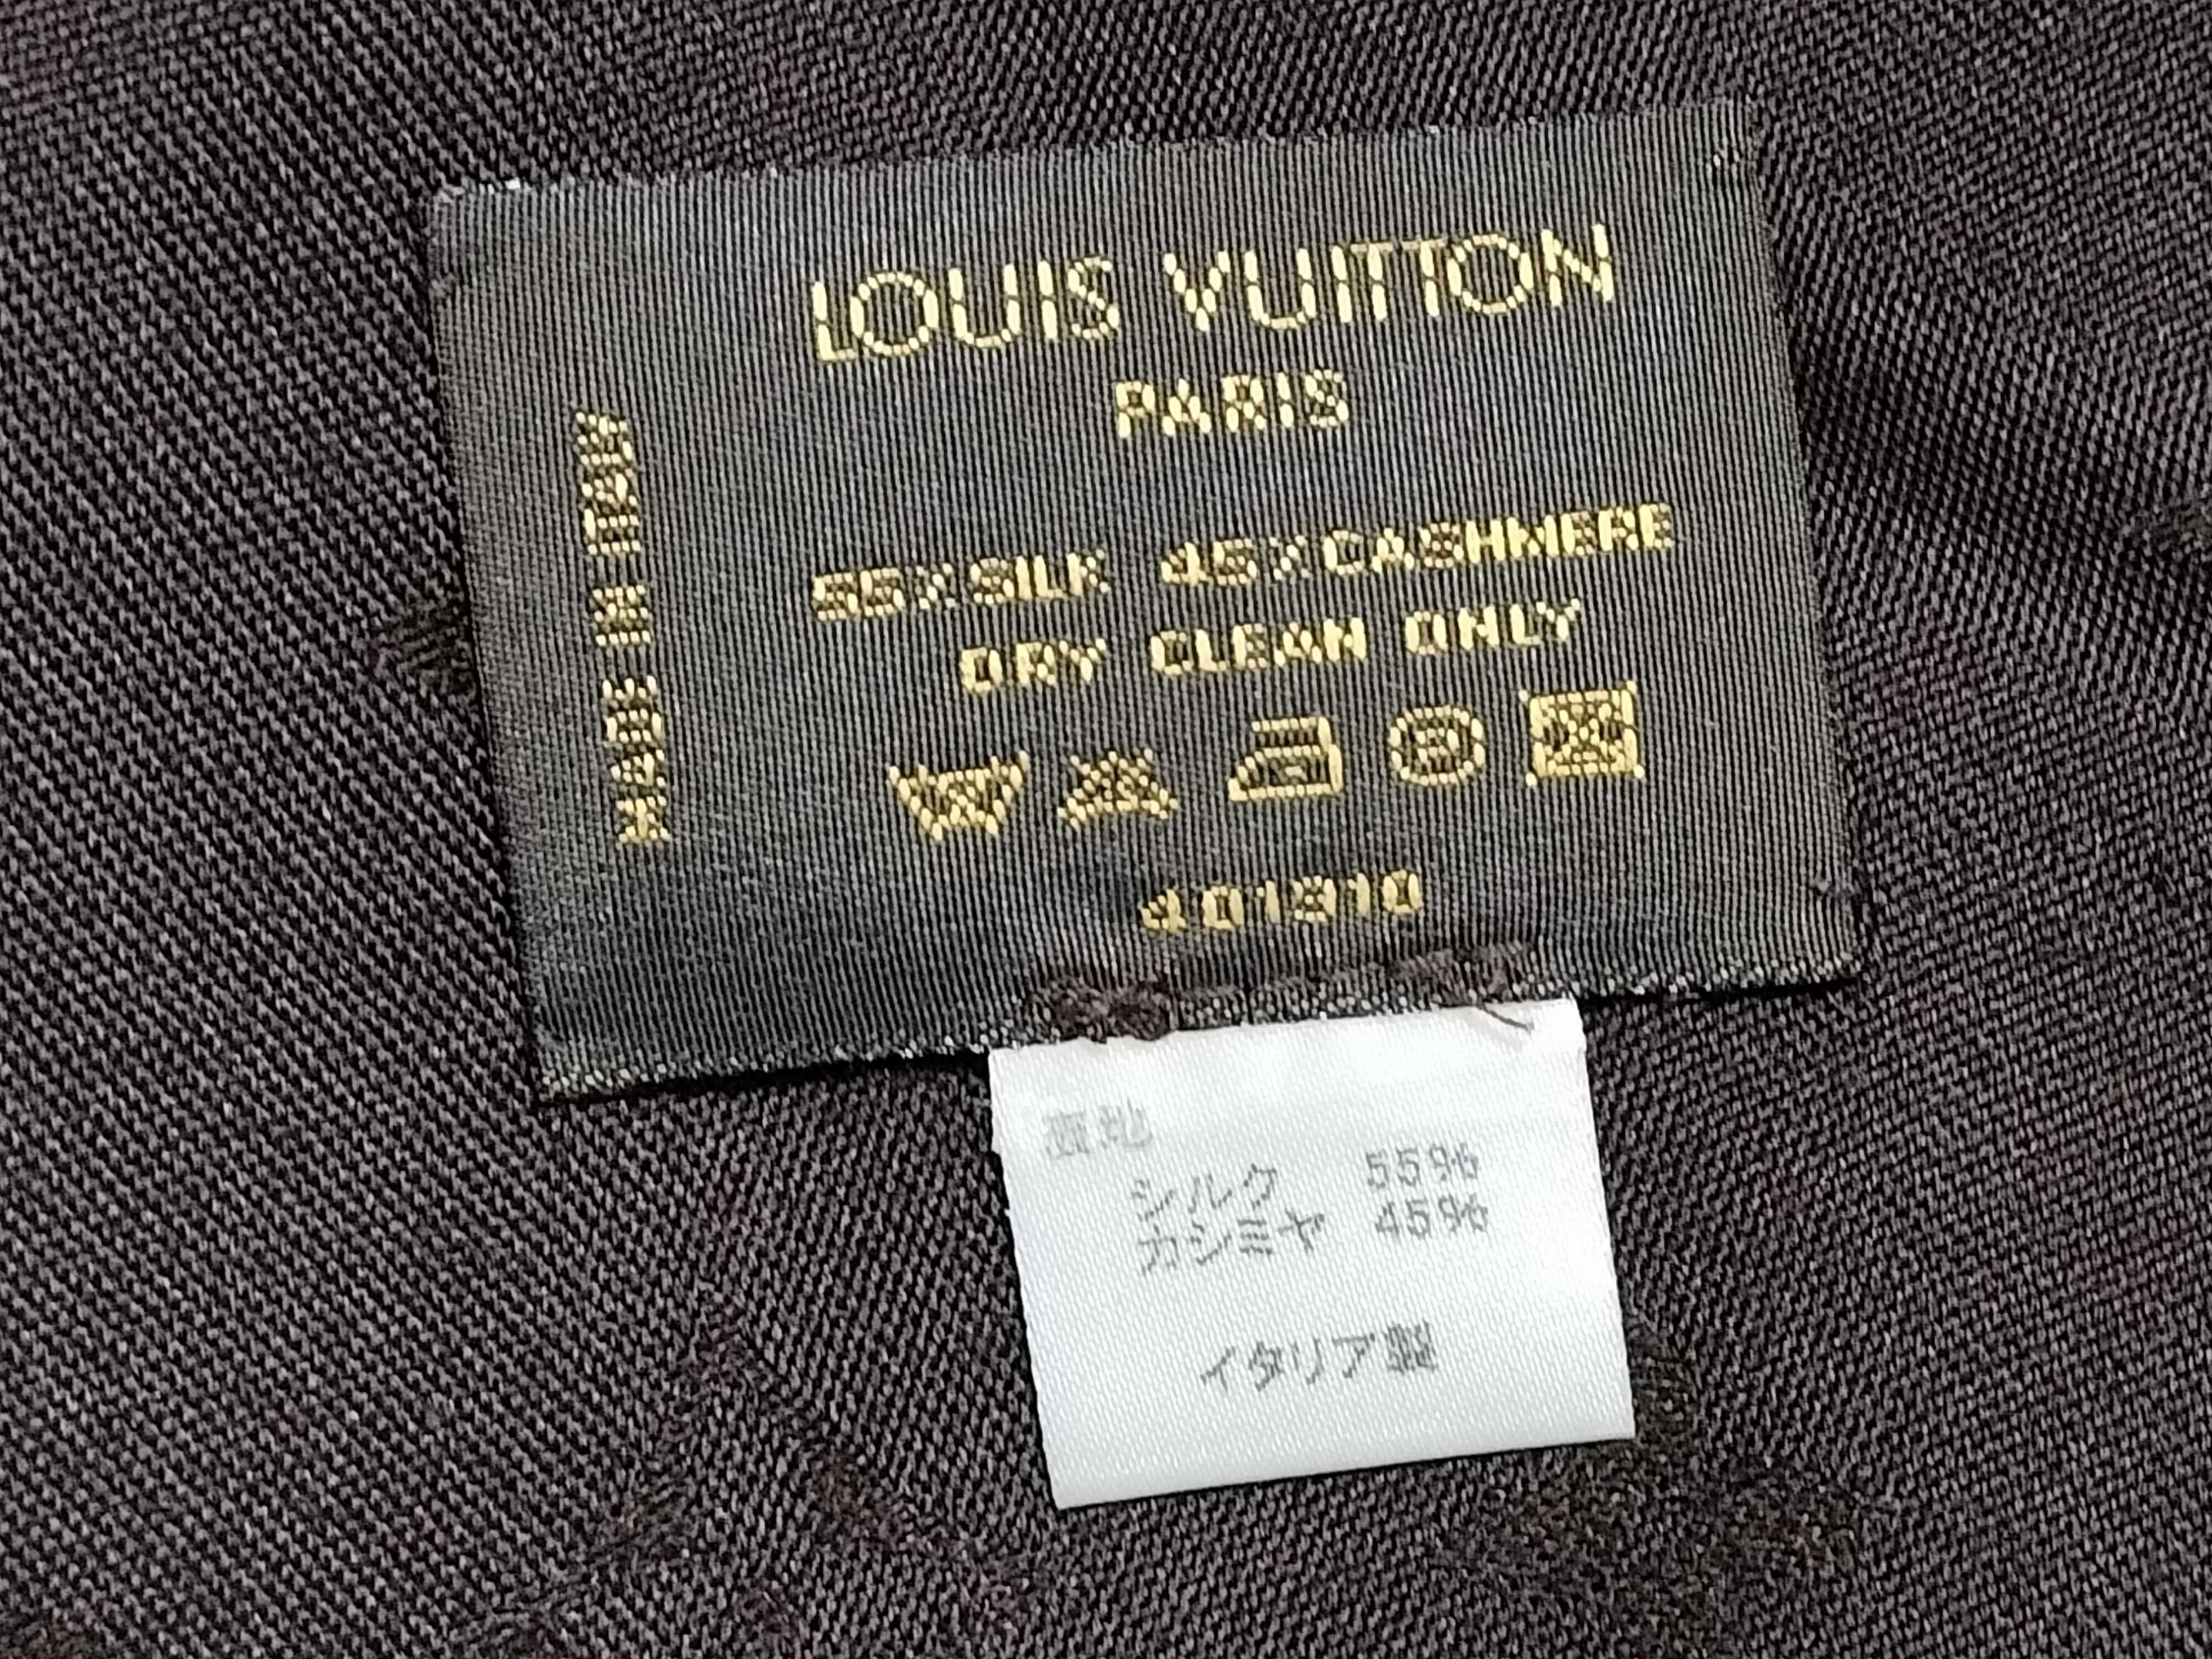 LOUIS VUITTON
PARIS
55%SILK 45%CASHMERE
DRY CLEAN ONLY
401910
MADE IN ITALY
表地
シルク 55%
カシミヤ 45%
イタリア製